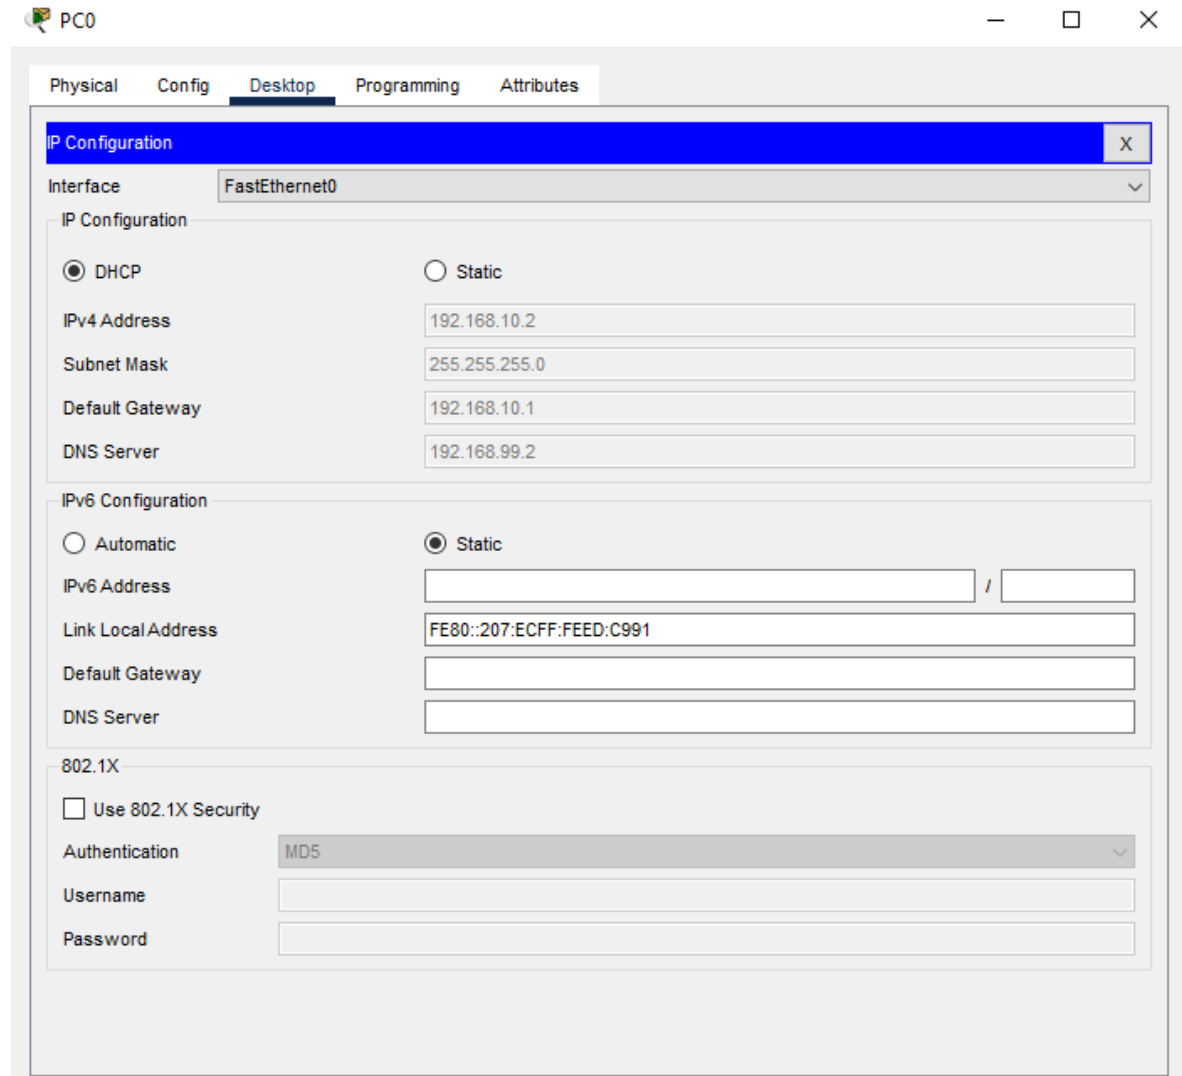 PC0
Physical Config Desktop Programming Attributes
IP Configuration X
Interface FastEthernet0
IP Configuration
DHCP Static
IPv4 Address 192.168.10.2
Subnet Mask 255.255.255.0
Default Gateway 192.168.10.1
DNS Server 192.168.99.2
IPv6 Configuration
Automatic Static
IPv6 Address /
Link Local Address FE80::207:ECFF:FEED:C991
Default Gateway
DNS Server
802.1X
Use 802.1X Security
Authentication MD5
Username
Password